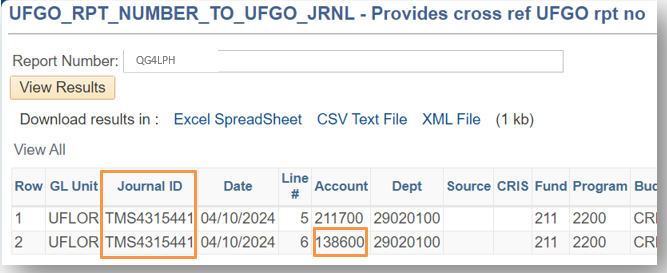 UFGO_RPT_NUMBER_TO_UFGO_JRNL - Provides cross ref UFGO rpt no
Report Number: QG4LPH
View Results
Download results in : Excel SpreadSheet CSV Text File XML File (1 kb)
View All
Row GL Unit Journal ID Date Line # Account Dept Source CRIS Fund Program Bud
1 UFLOR TMS4315441 04/10/2024 5 211700 29020100 211 2200 CRI
2 UFLOR TMS4315441 04/10/2024 6 138600 29020100 211 2200 CRI